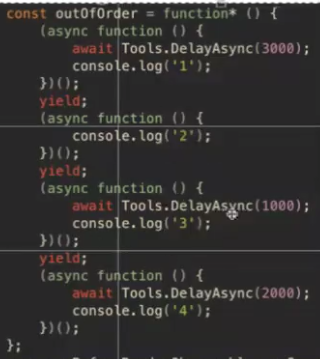 const outOfOrder = function* () {
(async function () {
await Tools.DelayAsync(3000);
console.log('1');
})();
yield;
(async function () {
console.log('2');
})();
yield;
(async function () {
await Tools.DelayAsync(1000);
console.log('3');
})();
yield;
(async function () {
await Tools.DelayAsync(2000);
console.log('4');
})();
};